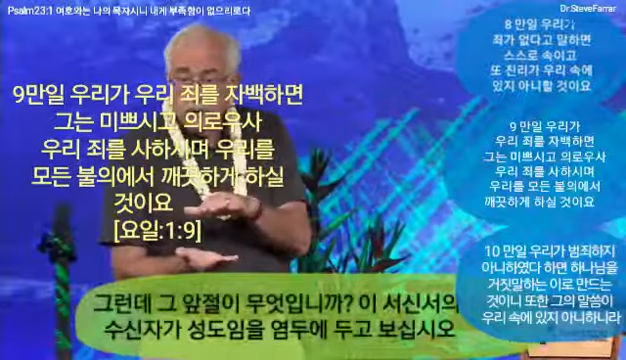 Psalm23:1 여호와는 나의 목자시니 내게 부족함이 없으리로다
Dr.SteveFarrar
9만일 우리가 우리 죄를 자백하면
그는 미쁘시고 의로우사
우리 죄를 사하시며 우리를
모든 불의에서 깨끗하게 하실
것이요
[요일:1:9]
8 만일 우리가
죄가 없다고 말하면
스스로 속이고
또 진리가 우리 속에
있지 아니할 것이요
9 만일 우리가
우리 죄를 자백하면
그는 미쁘시고 의로우사
우리 죄를 사하시며
우리를 모든 불의에서
깨끗하게 하실 것이요
10 만일 우리가 범죄하지
아니하였다 하면 하나님을
거짓말하는 이로 만드는
것이니 또한 그의 말씀이
우리 속에 있지 아니하니라
그런데 그 앞절이 무엇입니까? 이 서신서의
수신자가 성도임을 염두에 두고 보십시오